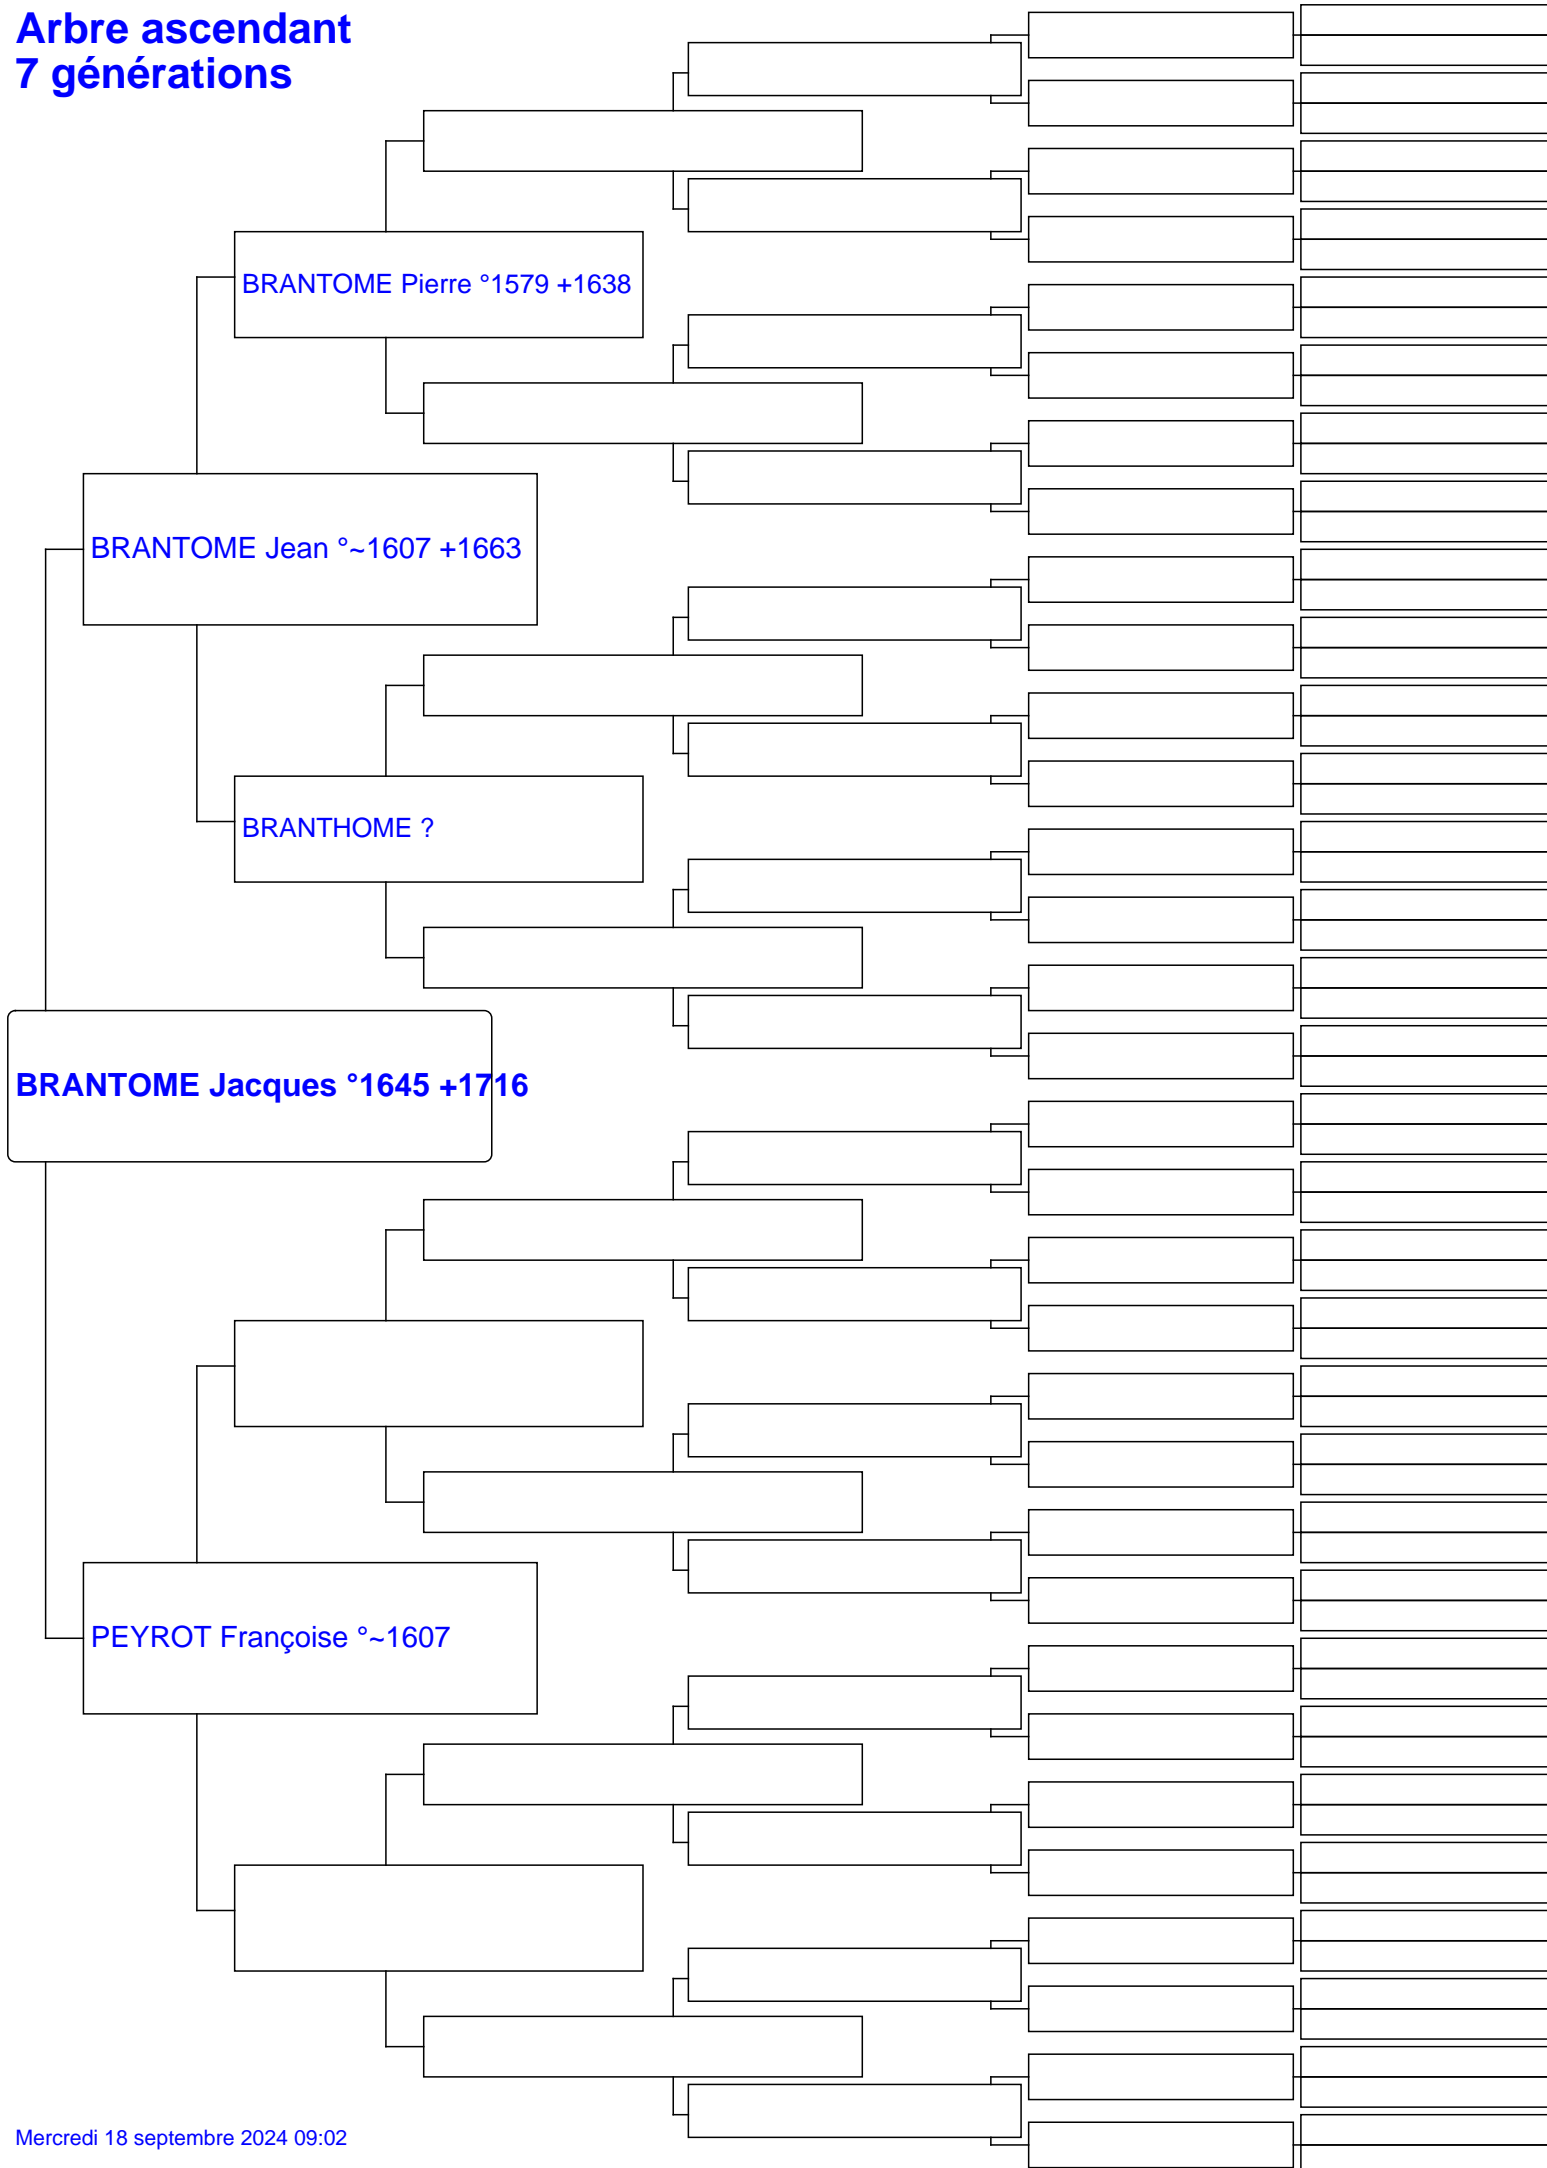 Arbre ascendant
7 générations
BRANTOME Pierre °1579 +1638
BRANTOME Jean °~1607 +1663
BRANTHOME ?
BRANTOME Jacques °1645 +1716
PEYROT Françoise °~1607
Mercredi 18 septembre 2024 09:02